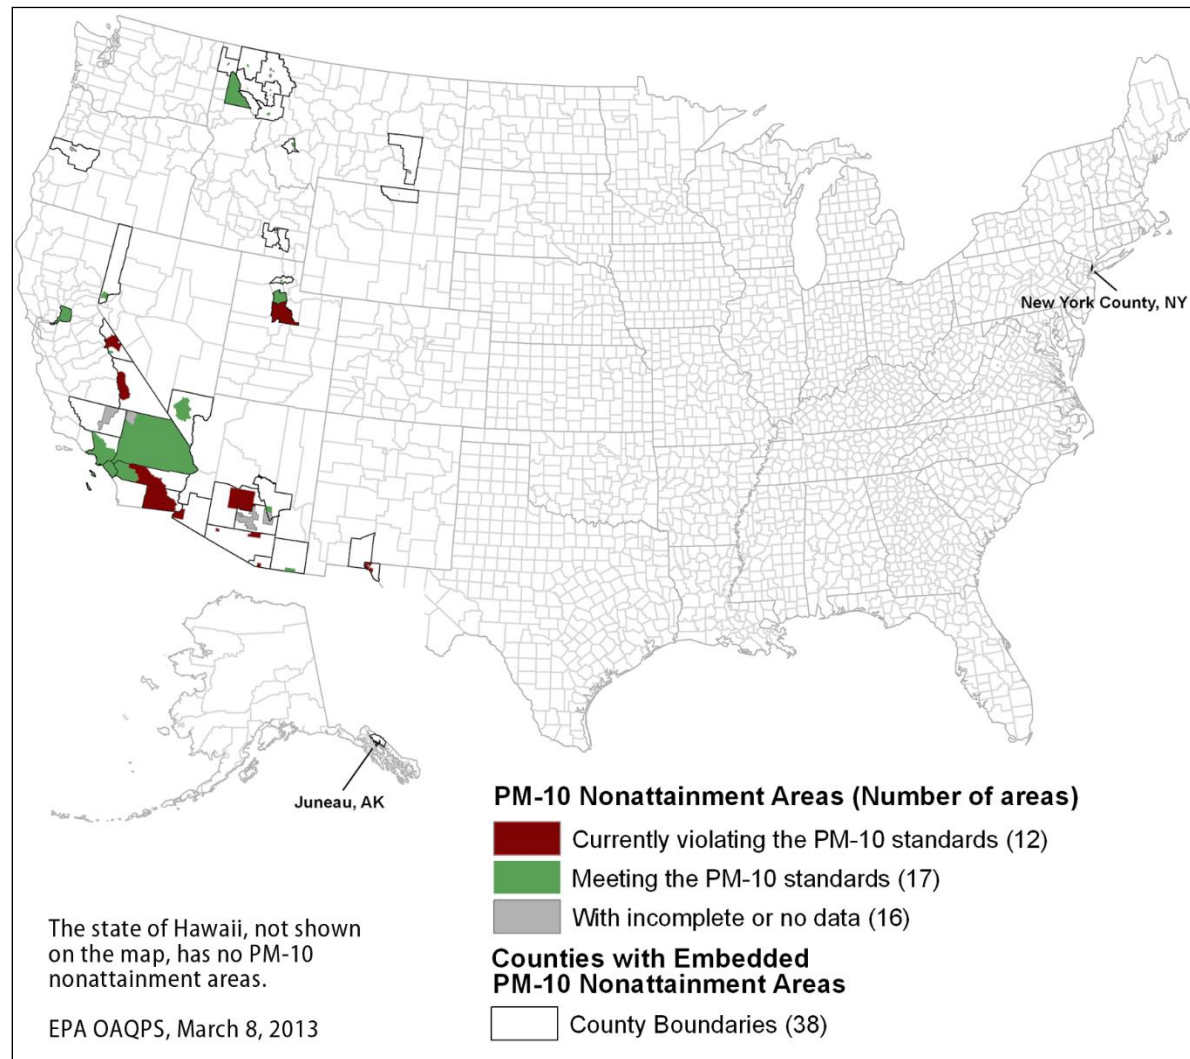 New York County, NY
Juneau, AK
PM-10 Nonattainment Areas (Number of areas)
Currently violating the PM-10 standards (12)
Meeting the PM-10 standards (17)
With incomplete or no data (16)
Counties with Embedded
PM-10 Nonattainment Areas
County Boundaries (38)
The state of Hawaii, not shown
on the map, has no PM-10
nonattainment areas.
EPA OAQPS, March 8, 2013